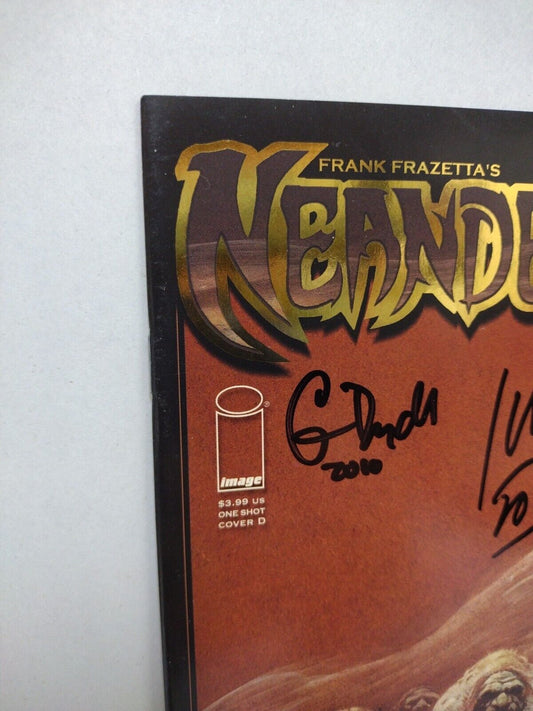 FRANK FRAZETTA'S
NEANDE
image
$3.99 US
ONE SHOT
COVER D
2010